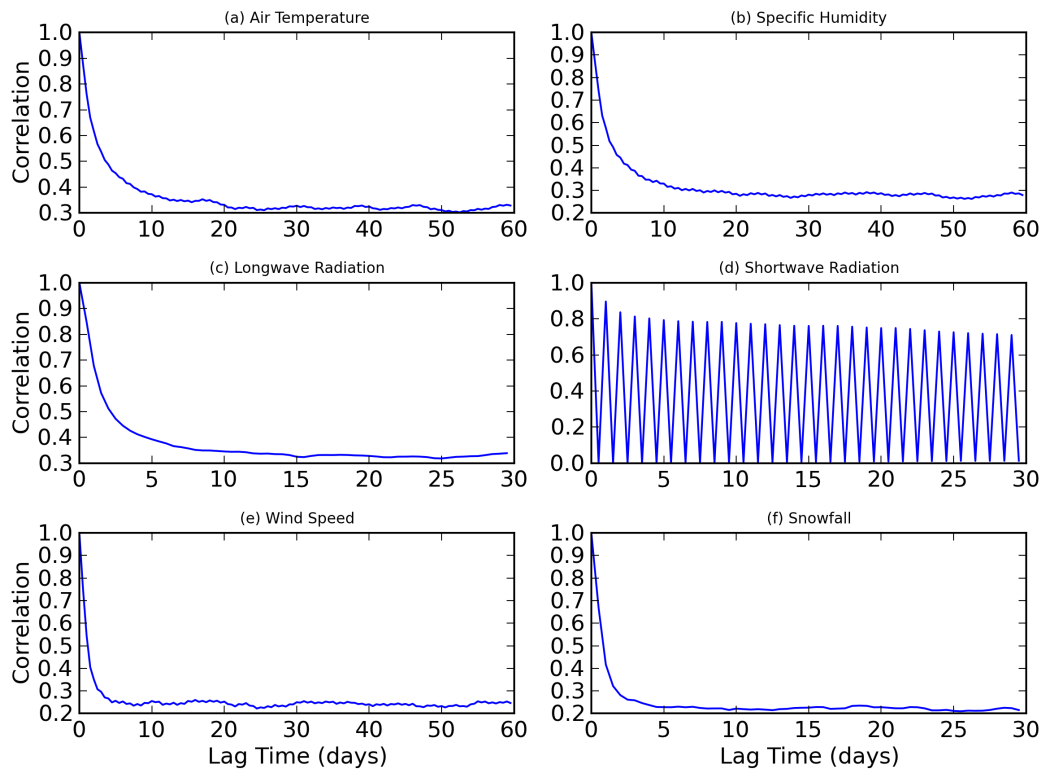 (a) Air Temperature
(b) Specific Humidity
1.0
0.9
0.8
0.7
0.6
0.5
0.4
0.3
Correlation
0 10 20 30 40 50 60
1.0
0.9
0.8
0.7
0.6
0.5
0.4
0.3
0.2
0 10 20 30 40 50 60
(c) Longwave Radiation
(d) Shortwave Radiation
1.0
0.9
0.8
0.7
0.6
0.5
0.4
0.3
Correlation
0 5 10 15 20 25 30
1.0
0.8
0.6
0.4
0.2
0.0
0 5 10 15 20 25 30
(e) Wind Speed
(f) Snowfall
1.0
0.9
0.8
0.7
0.6
0.5
0.4
0.3
0.2
Correlation
0 10 20 30 40 50 60
Lag Time (days)
1.0
0.9
0.8
0.7
0.6
0.5
0.4
0.3
0.2
0 5 10 15 20 25 30
Lag Time (days)